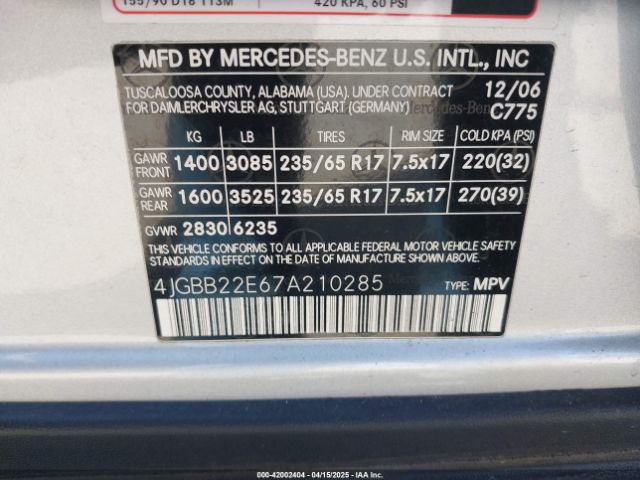 155/90 D18 113M 420 KPA, 60 PSI
MFD BY MERCEDES-BENZ U.S. INTL., INC
TUSCALOOSA COUNTY, ALABAMA (USA). UNDER CONTRACT 12/06
FOR DAIMLERCHRYSLER AG, STUTTGART (GERMANY) C775
KG LB TIRES RIM SIZE COLD KPA (PSI)
GAWR FRONT 1400 3085 235/65 R17 7.5x17 220(32)
GAWR REAR 1600 3525 235/65 R17 7.5x17 270(39)
GVWR 2830 6235
THIS VEHICLE CONFORMS TO ALL APPLICABLE FEDERAL MOTOR VEHICLE SAFETY
STANDARDS IN EFFECT ON THE DATE OF MANUFACTURE SHOWN ABOVE.
4JGBB22E67A210285 TYPE: MPV
000-42002404 - 04/15/2025 - IAA Inc.